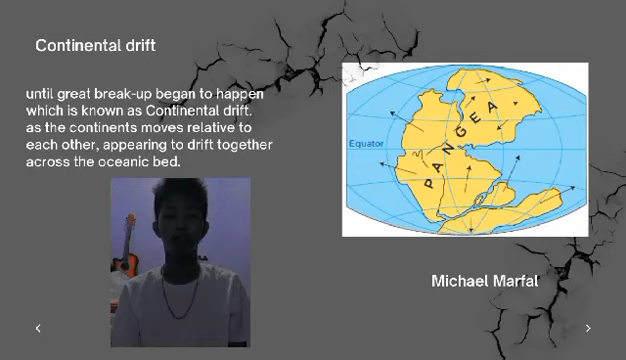 Continental drift
until great break-up began to happen
which is known as Continental drift.
as the continents moves relative to
each other, appearing to drift together
across the oceanic bed.
Equator
PANGEA
Michael Marfal